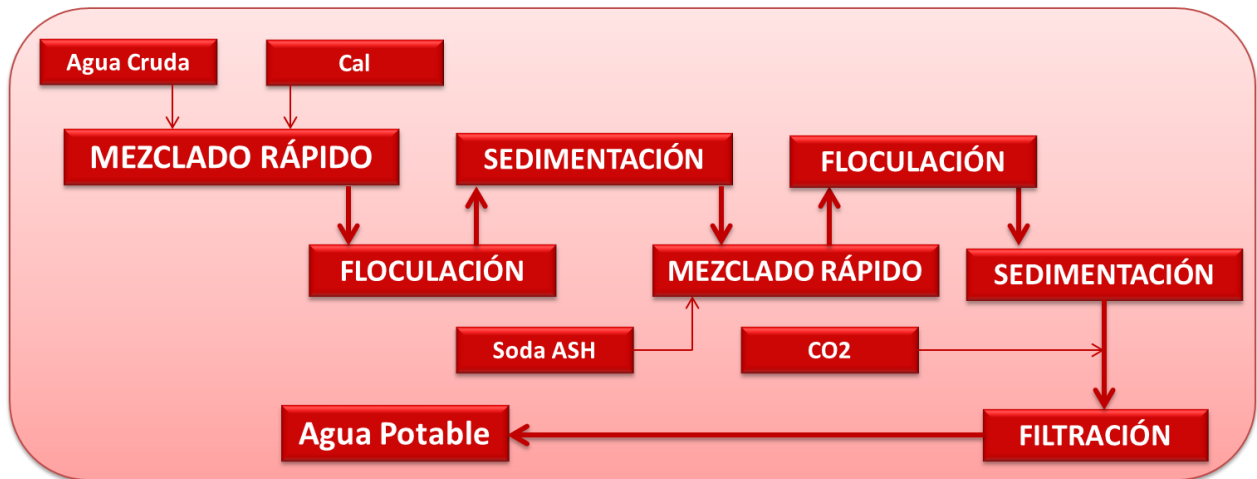 Agua Cruda
Cal
MEZCLADO RÁPIDO
FLOCULACIÓN
SEDIMENTACIÓN
MEZCLADO RÁPIDO
Soda ASH
FLOCULACIÓN
SEDIMENTACIÓN
CO2
FILTRACIÓN
Agua Potable